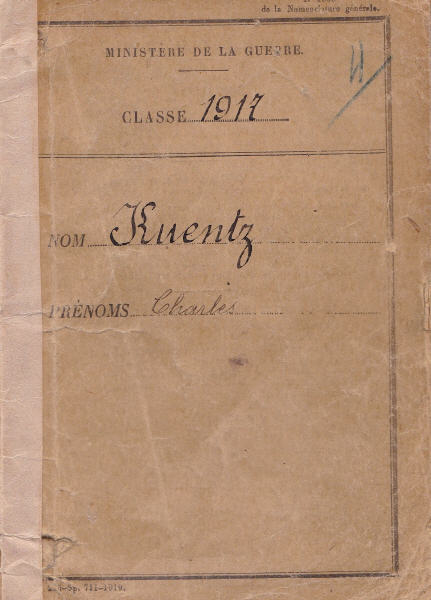 de la Nomenclature générale.
MINISTÈRE DE LA GUERRE.
CLASSE 1917
NOM Kuentz
PRÉNOMS Charles